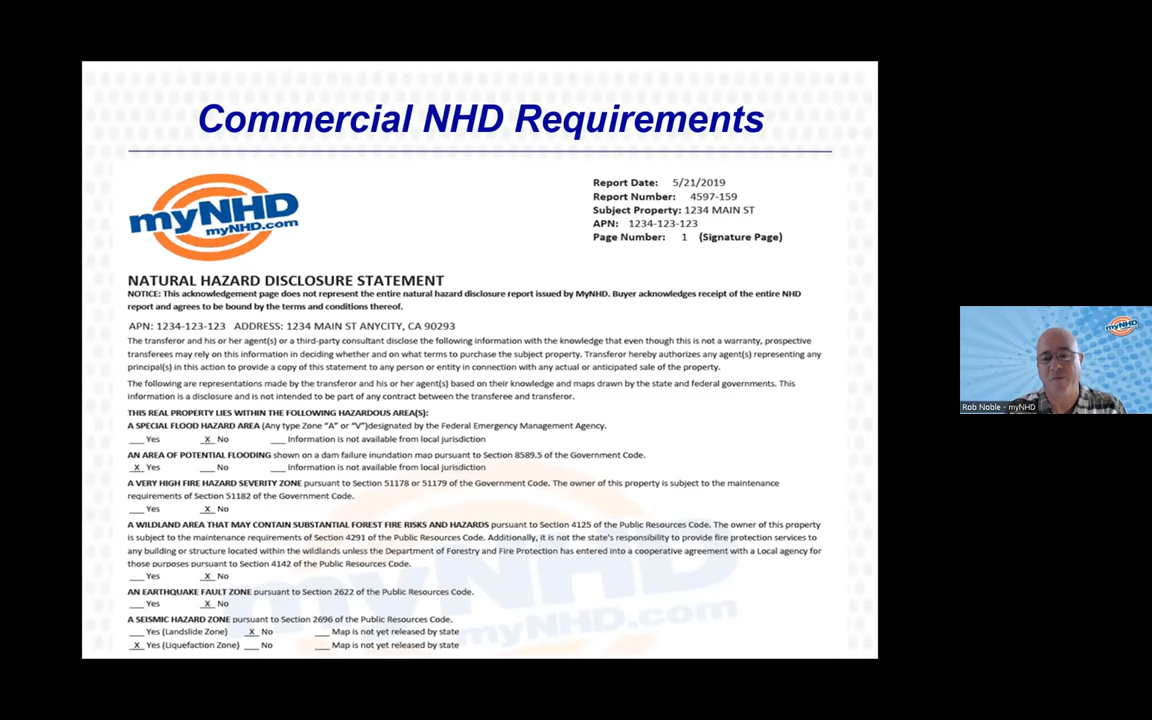 Commercial NHD Requirements
myNHD
myNHD.com
Report Date: 5/21/2019
Report Number: 4597-159
Subject Property: 1234 MAIN ST
APN: 1234-123-123
Page Number: 1 (Signature Page)
NATURAL HAZARD DISCLOSURE STATEMENT
NOTICE: This acknowledgement page does not represent the entire natural hazard disclosure report issued by MyNHD. Buyer acknowledges receipt of the entire NHD
report and agrees to be bound by the terms and conditions thereof.
APN: 1234-123-123 ADDRESS: 1234 MAIN ST ANYCITY, CA 90293
The transferor and his or her agent(s) or a third-party consultant disclose the following information with the knowledge that even though this is not a warranty, prospective
transferees may rely on this information in deciding whether and on what terms to purchase the subject property. Transferor hereby authorizes any agent(s) representing any
principal(s) in this action to provide a copy of this statement to any person or entity in connection with any actual or anticipated sale of the property.
The following are representations made by the transferor and his or her agent(s) based on their knowledge and maps drawn by the state and federal governments. This
information is a disclosure and is not intended to be part of any contract between the transferee and transferor.
THIS REAL PROPERTY LIES WITHIN THE FOLLOWING HAZARDOUS AREA(S):
A SPECIAL FLOOD HAZARD AREA (Any type Zone “A” or “V”)designated by the Federal Emergency Management Agency.
___ Yes _X_ No ___ Information is not available from local jurisdiction
AN AREA OF POTENTIAL FLOODING shown on a dam failure inundation map pursuant to Section 8589.5 of the Government Code.
_X_ Yes ___ No ___ Information is not available from local jurisdiction
A VERY HIGH FIRE HAZARD SEVERITY ZONE pursuant to Section 51178 or 51179 of the Government Code. The owner of this property is subject to the maintenance
requirements of Section 51182 of the Government Code.
___ Yes _X_ No
A WILDLAND AREA THAT MAY CONTAIN SUBSTANTIAL FOREST FIRE RISKS AND HAZARDS pursuant to Section 4125 of the Public Resources Code. The owner of this property
is subject to the maintenance requirements of Section 4291 of the Public Resources Code. Additionally, it is not the state's responsibility to provide fire protection services to
any building or structure located within the wildlands unless the Department of Forestry and Fire Protection has entered into a cooperative agreement with a Local agency for
those purposes pursuant to Section 4142 of the Public Resources Code.
___ Yes _X_ No
AN EARTHQUAKE FAULT ZONE pursuant to Section 2622 of the Public Resources Code.
___ Yes _X_ No
A SEISMIC HAZARD ZONE pursuant to Section 2696 of the Public Resources Code.
___ Yes (Landslide Zone) _X_ No ___ Map is not yet released by state
_X_ Yes (Liquefaction Zone) ___ No ___ Map is not yet released by state
myNHD
myNHD.com
myNHD
Rob Noble - myNHD